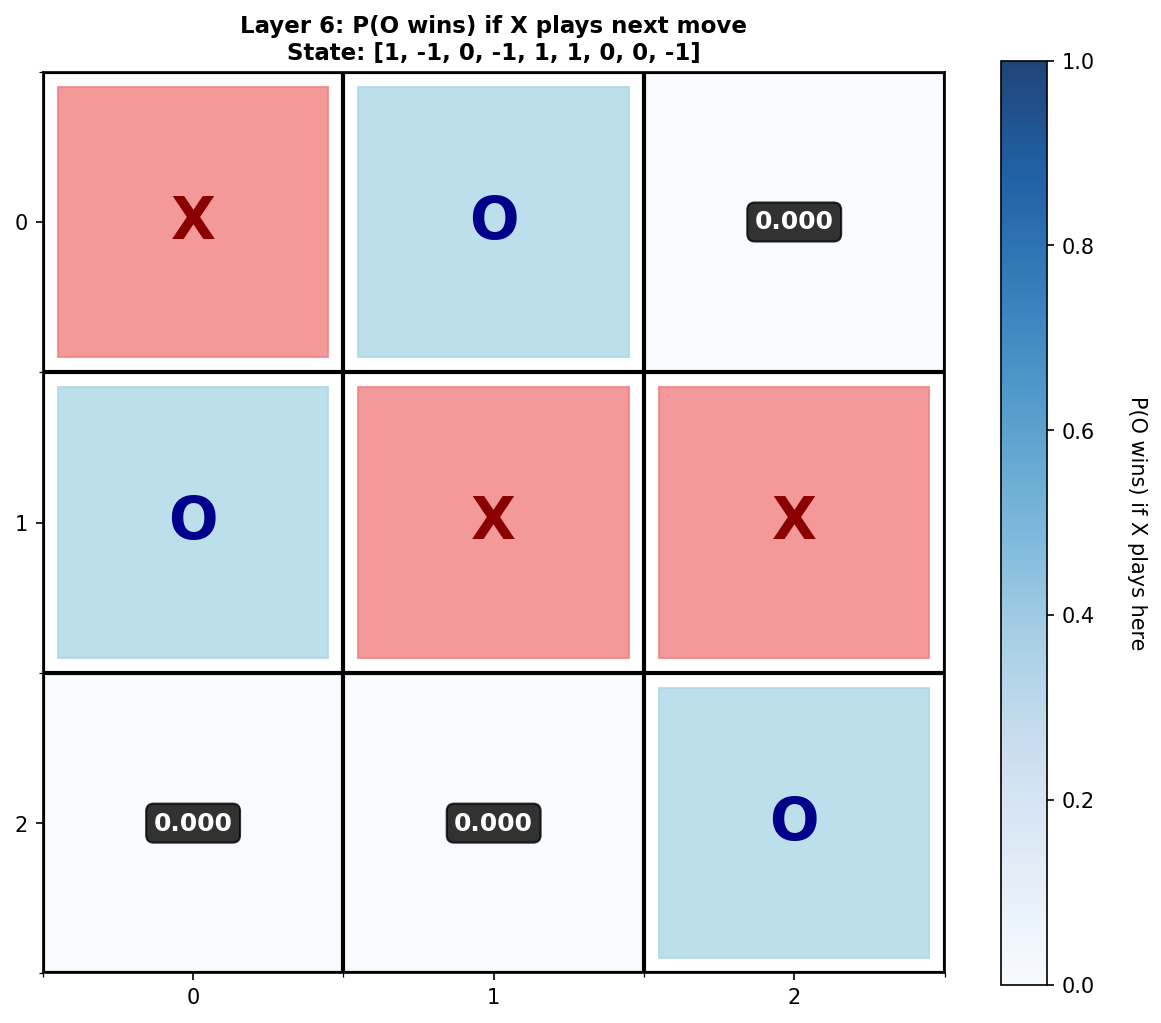 Layer 6: P(O wins) if X plays next move
State: [1, -1, 0, -1, 1, 1, 0, 0, -1]
0
X
O
0.000
1
O
X
X
2
0.000
0.000
O
0
1
2
1.0
0.8
0.6
0.4
0.2
0.0
P(O wins) if X plays here